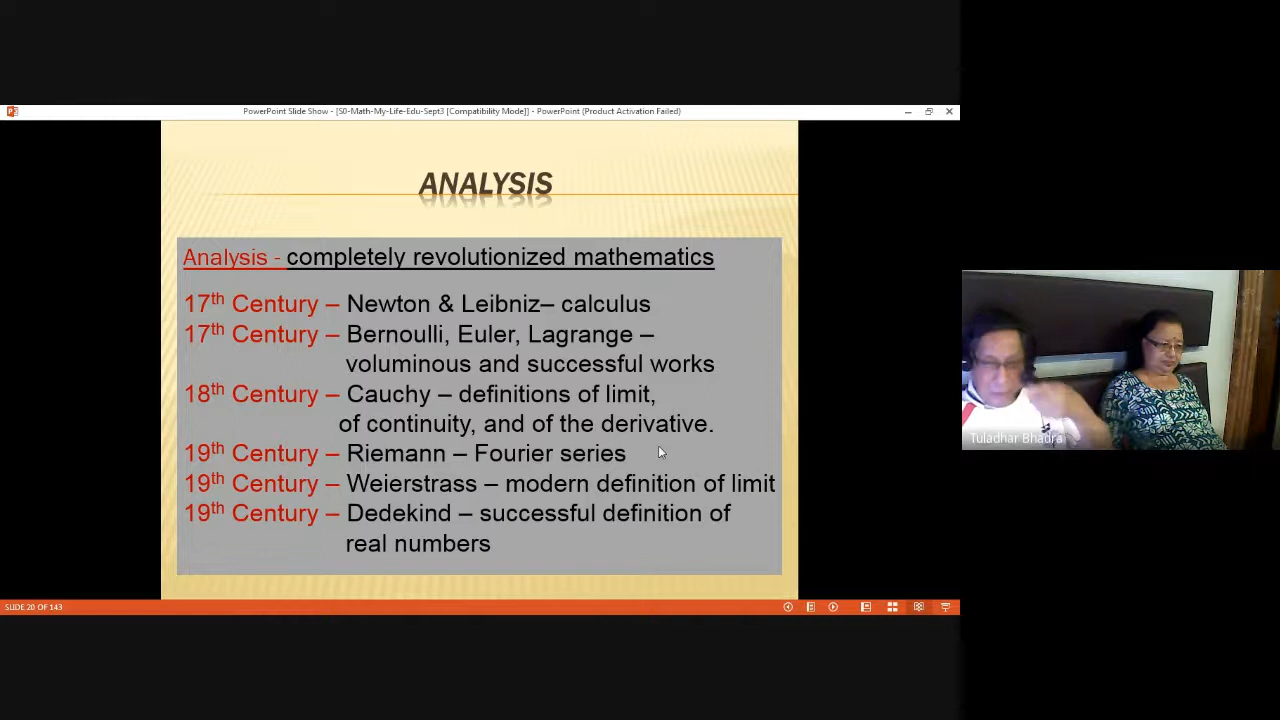 PowerPoint Slide Show - [S0-Math-My-Life-Edu-Sept3 [Compatibility Mode]] - PowerPoint (Product Activation Failed)
ANALYSIS
Analysis - completely revolutionized mathematics
17th Century – Newton & Leibniz– calculus
17th Century – Bernoulli, Euler, Lagrange –
voluminous and successful works
18th Century – Cauchy – definitions of limit,
of continuity, and of the derivative.
19th Century – Riemann – Fourier series
19th Century – Weierstrass – modern definition of limit
19th Century – Dedekind – successful definition of
real numbers
Tuladhar Bhadra
SLIDE 20 OF 143